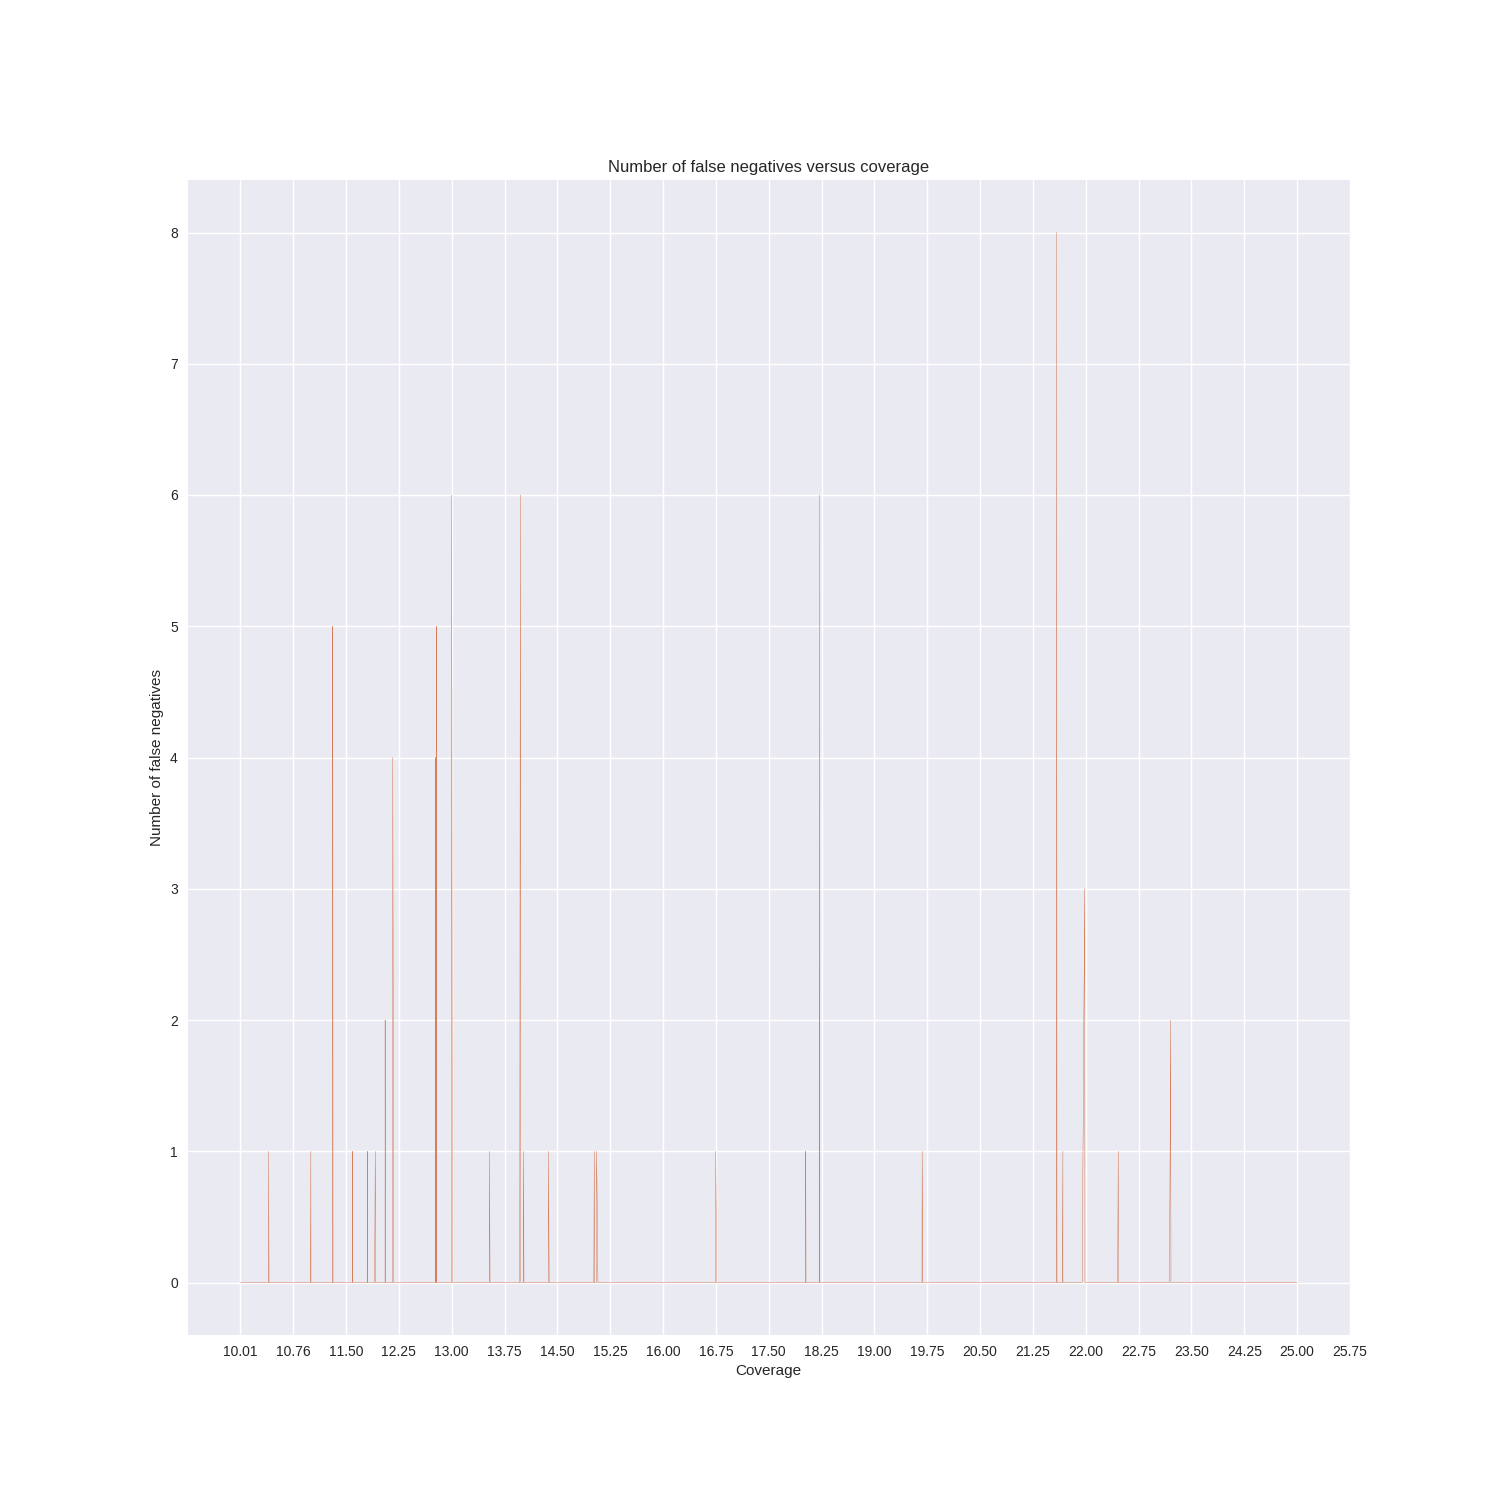 Number of false negatives versus coverage
8
7
6
5
4
3
2
1
0
Number of false negatives
10.01 10.76 11.50 12.25 13.00 13.75 14.50 15.25 16.00 16.75 17.50 18.25 19.00 19.75 20.50 21.25 22.00 22.75 23.50 24.25 25.00 25.75
Coverage